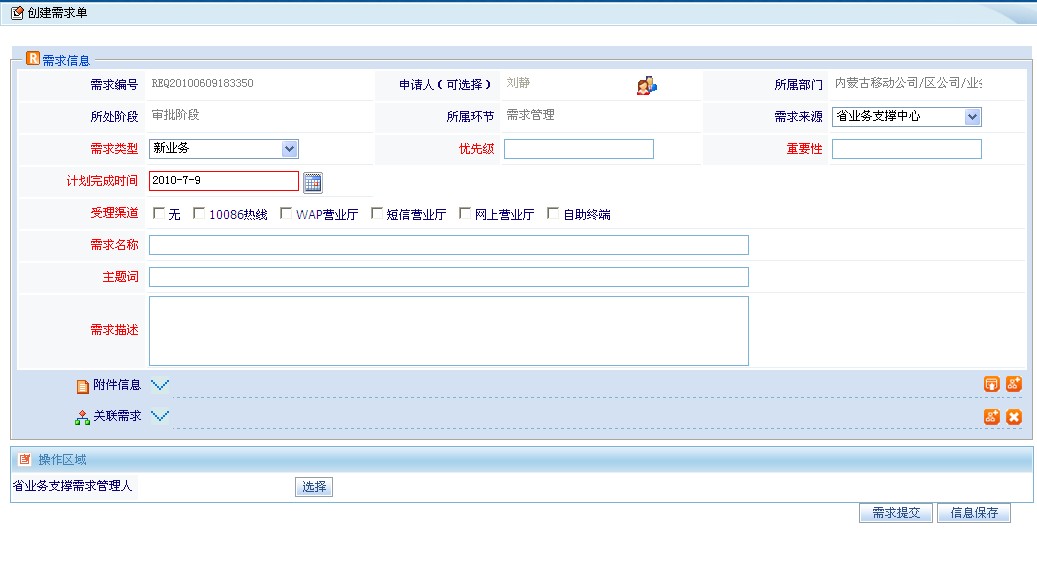 创建需求单
需求信息
需求编号 REQ20100609183350 申请人（可选择） 刘静 所属部门 内蒙古移动公司/区公司/业
所处阶段 审批阶段 所属环节 需求管理 需求来源 省业务支撑中心
需求类型 新业务 优先级 重要性
计划完成时间 2010-7-9
受理渠道 无 10086热线 WAP营业厅 短信营业厅 网上营业厅 自助终端
需求名称
主题词
需求描述
附件信息
关联需求
操作区域
省业务支撑需求管理人 选择
需求提交 信息保存